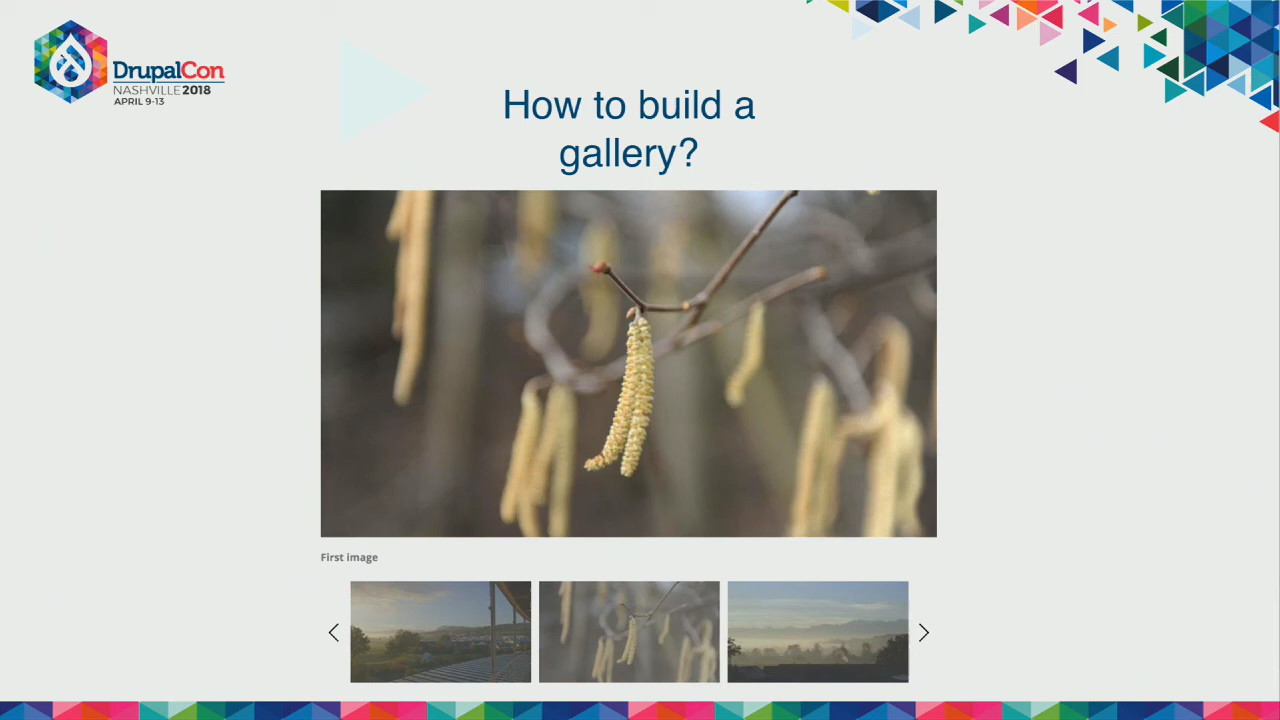 DrupalCon
NASHVILLE 2018
APRIL 9-13
How to build a
gallery?
First image